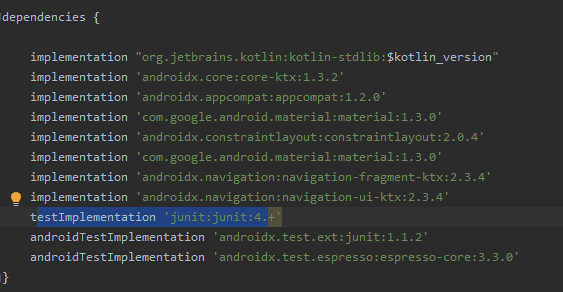 dependencies {
implementation "org.jetbrains.kotlin:kotlin-stdlib:$kotlin_version"
implementation 'androidx.core:core-ktx:1.3.2'
implementation 'androidx.appcompat:appcompat:1.2.0'
implementation 'com.google.android.material:material:1.3.0'
implementation 'androidx.constraintlayout:constraintlayout:2.0.4'
implementation 'com.google.android.material:material:1.3.0'
implementation 'androidx.navigation:navigation-fragment-ktx:2.3.4'
implementation 'androidx.navigation:navigation-ui-ktx:2.3.4'
testImplementation 'junit:junit:4.+'
androidTestImplementation 'androidx.test.ext:junit:1.1.2'
androidTestImplementation 'androidx.test.espresso:espresso-core:3.3.0'
}